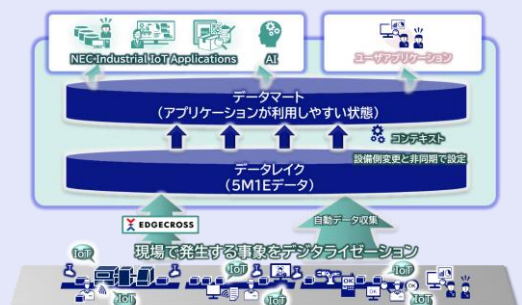 NEC Industrial IoT Applications
AI
ユーザアプリケーション
データマート
(アプリケーションが利用しやすい状態)
コンテキスト
設備側変更と非同期で設定
データレイク
(5M1Eデータ)
EDGECROSS
自動データ収集
現場で発生する事象をデジタライゼーション
IoT
IoT
IoT
IoT
IoT
IoT